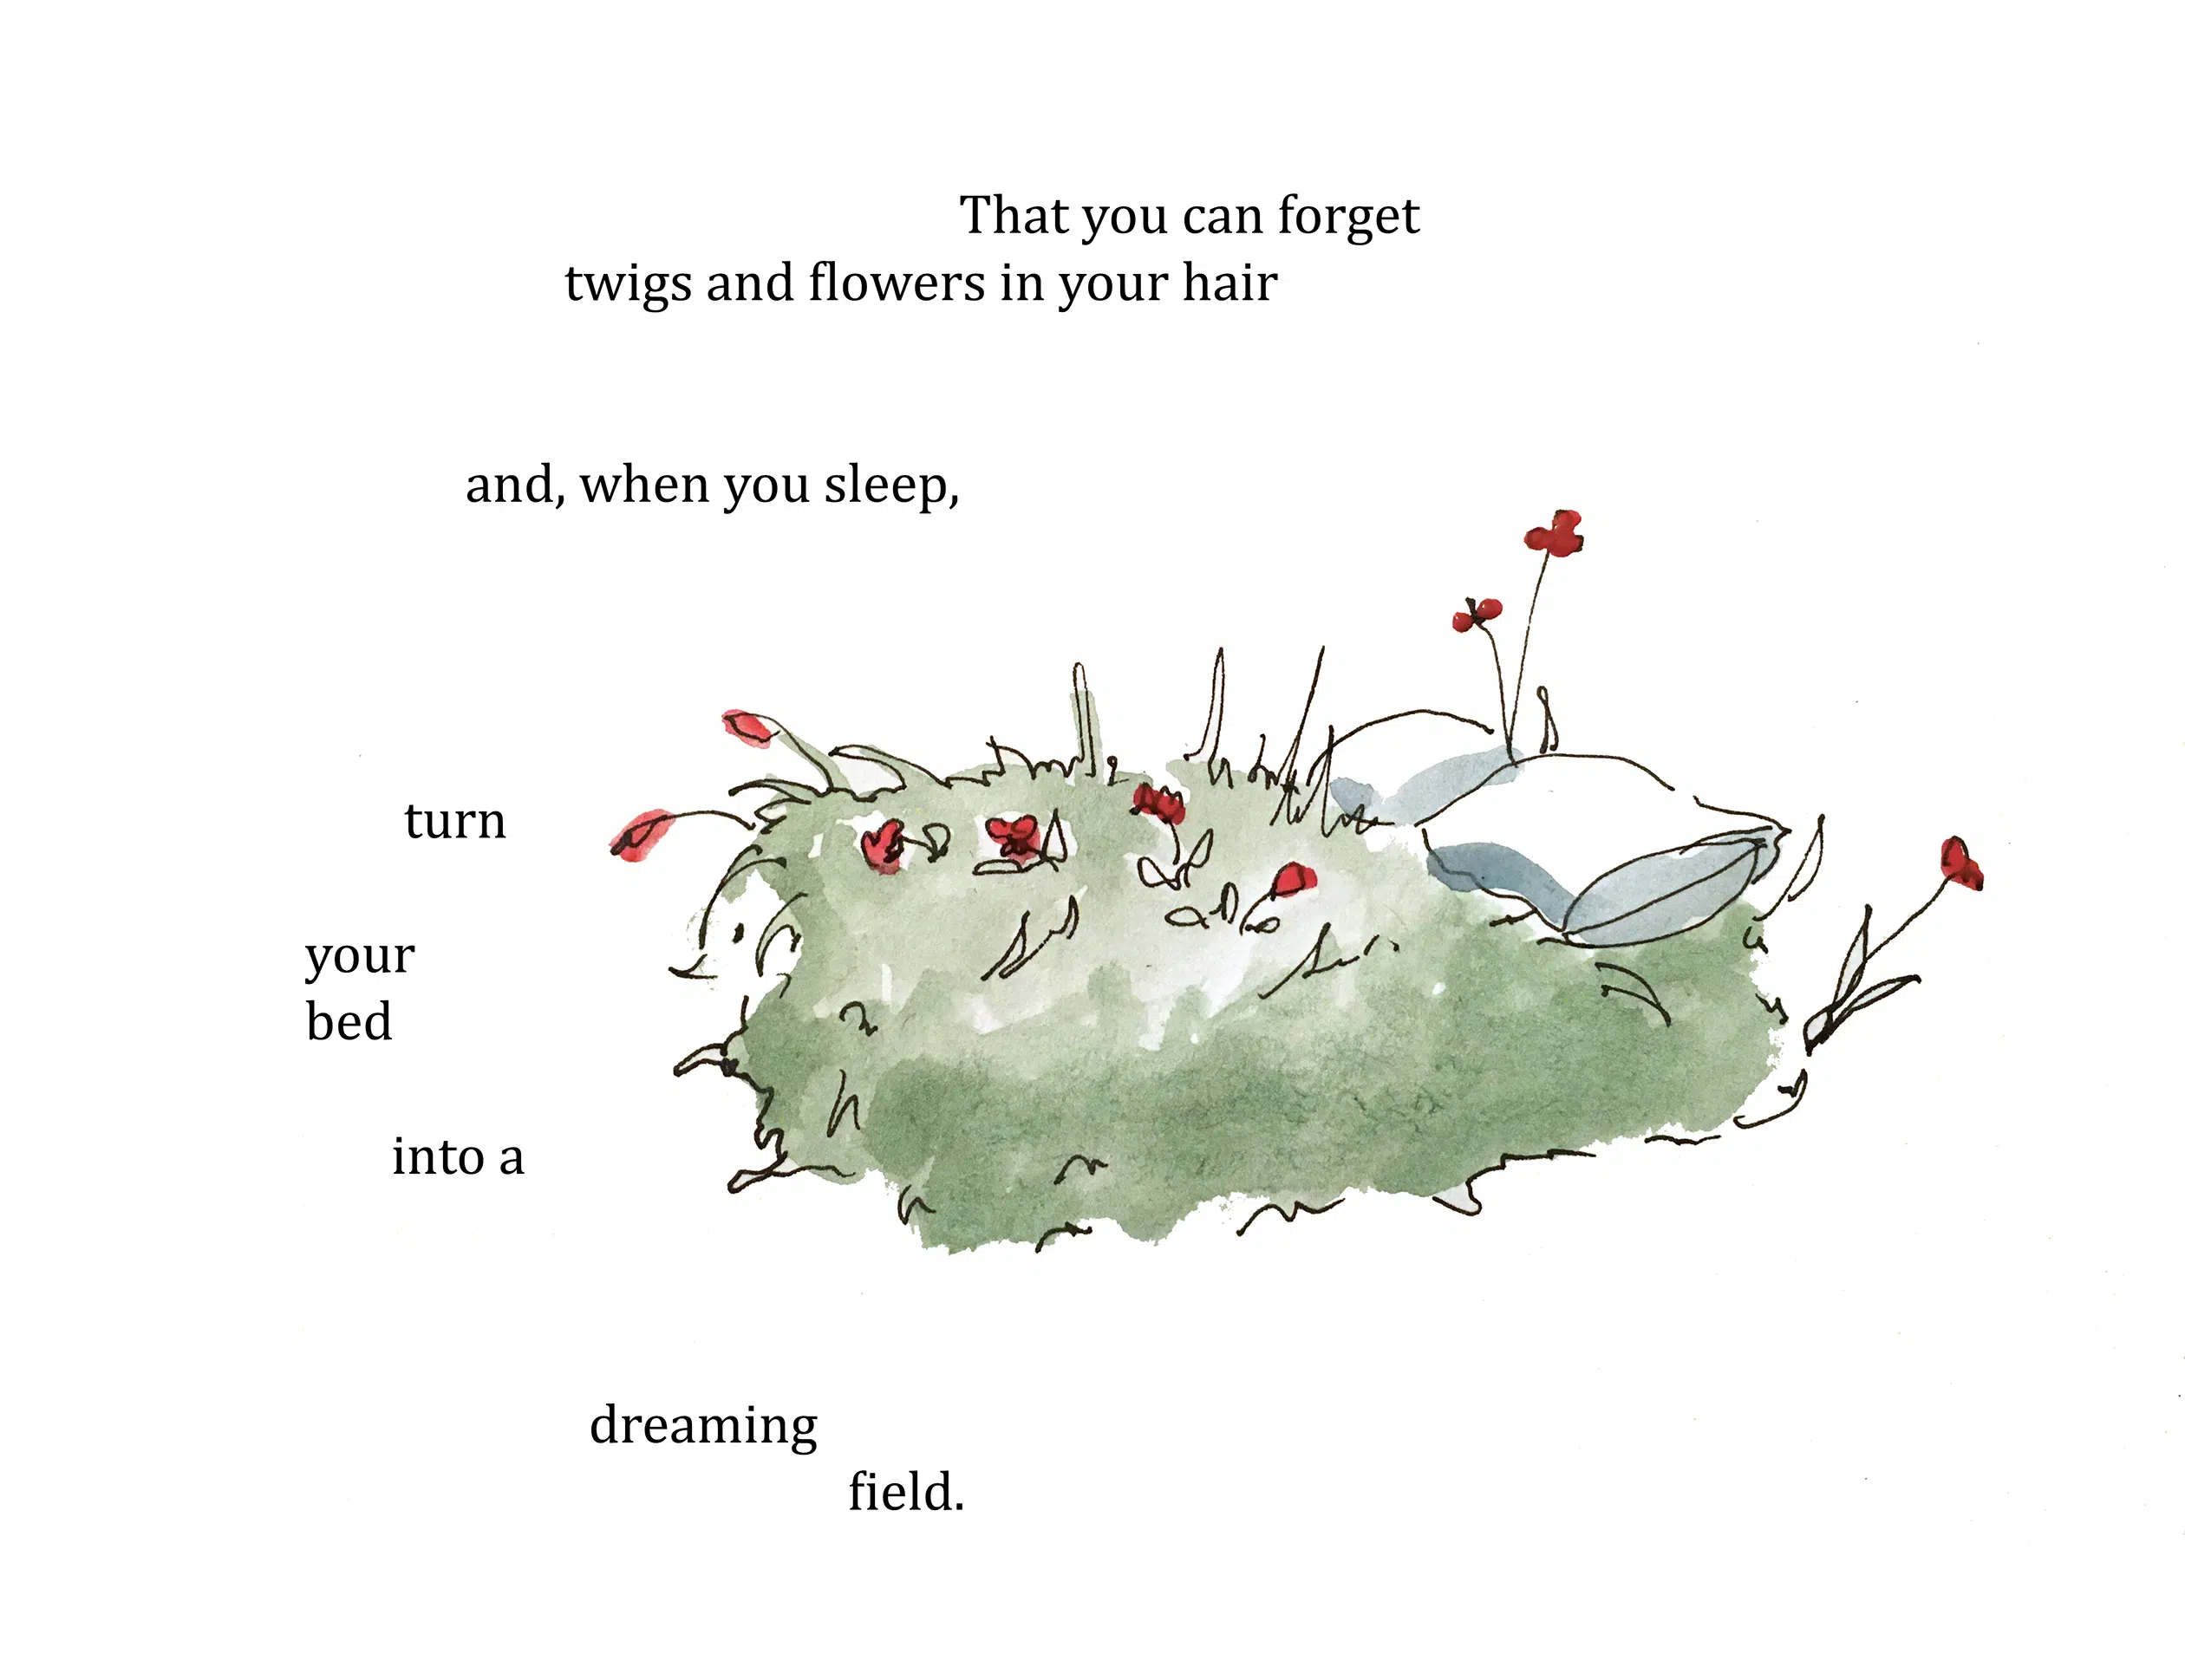 That you can forget
twigs and flowers in your hair
and, when you sleep,
turn
your
bed
into a
dreaming
field.